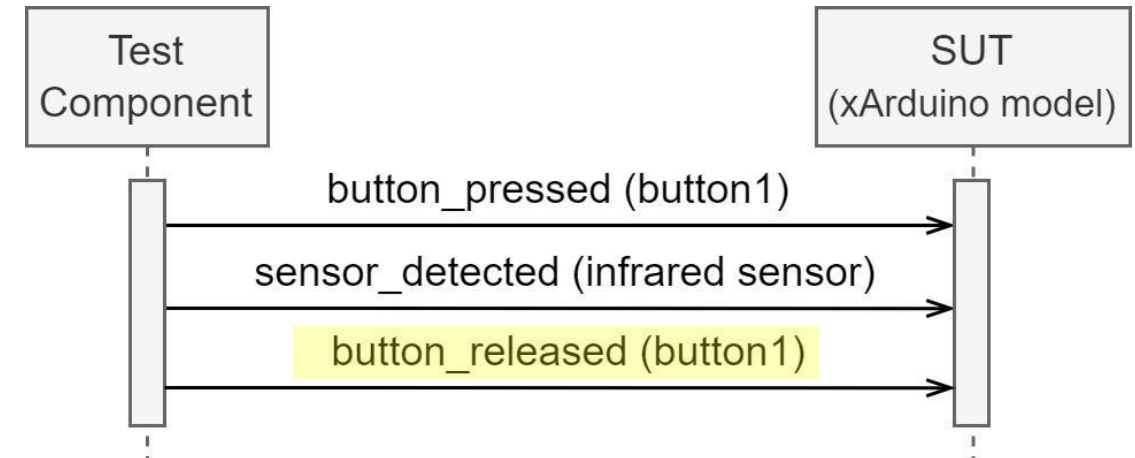 Test
Component
SUT
(xArduino model)
button_pressed (button1)
sensor_detected (infrared sensor)
button_released (button1)